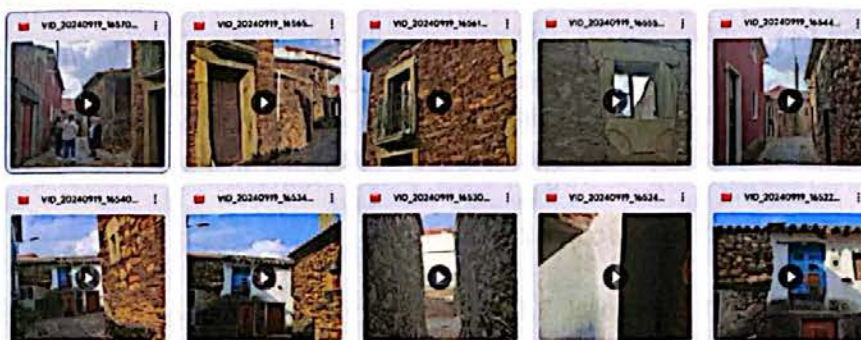 VID_20240919_16570...
VID_20240919_16565...
VID_20240919_16561...
VID_20240919_16555...
VID_20240919_16544...
VID_20240919_16540...
VID_20240919_16534...
VID_20240919_16530...
VID_20240919_16524...
VID_20240919_16522...